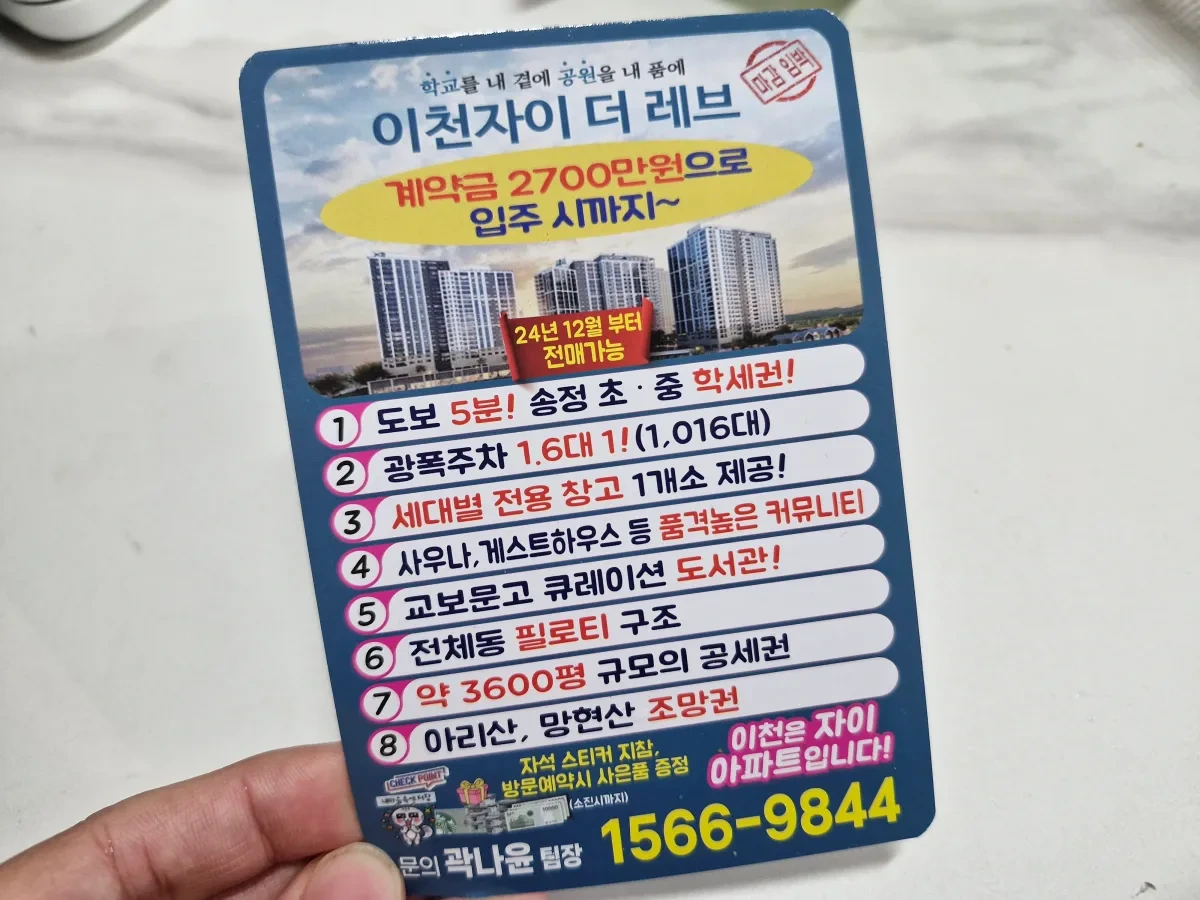 학교를 내 곁에 공원을 내 품에
마감 임박
이천자이 더 레브
계약금 2700만원으로
입주 시까지~
24년 12월 부터
전매가능
1 도보 5분! 송정 초·중 학세권!
2 광폭주차 1.6대 1!(1,016대)
3 세대별 전용 창고 1개소 제공!
4 사우나,게스트하우스 등 품격높은 커뮤니티
5 교보문고 큐레이션 도서관!
6 전체동 필로티 구조
7 약 3600평 규모의 공세권
8 아리산, 망현산 조망권
자석 스티커 지참,
방문예약시 사은품 증정
(소진시까지)
이천은 자이
아파트입니다!
CHECK POINT
문의 곽나윤 팀장
1566-9844